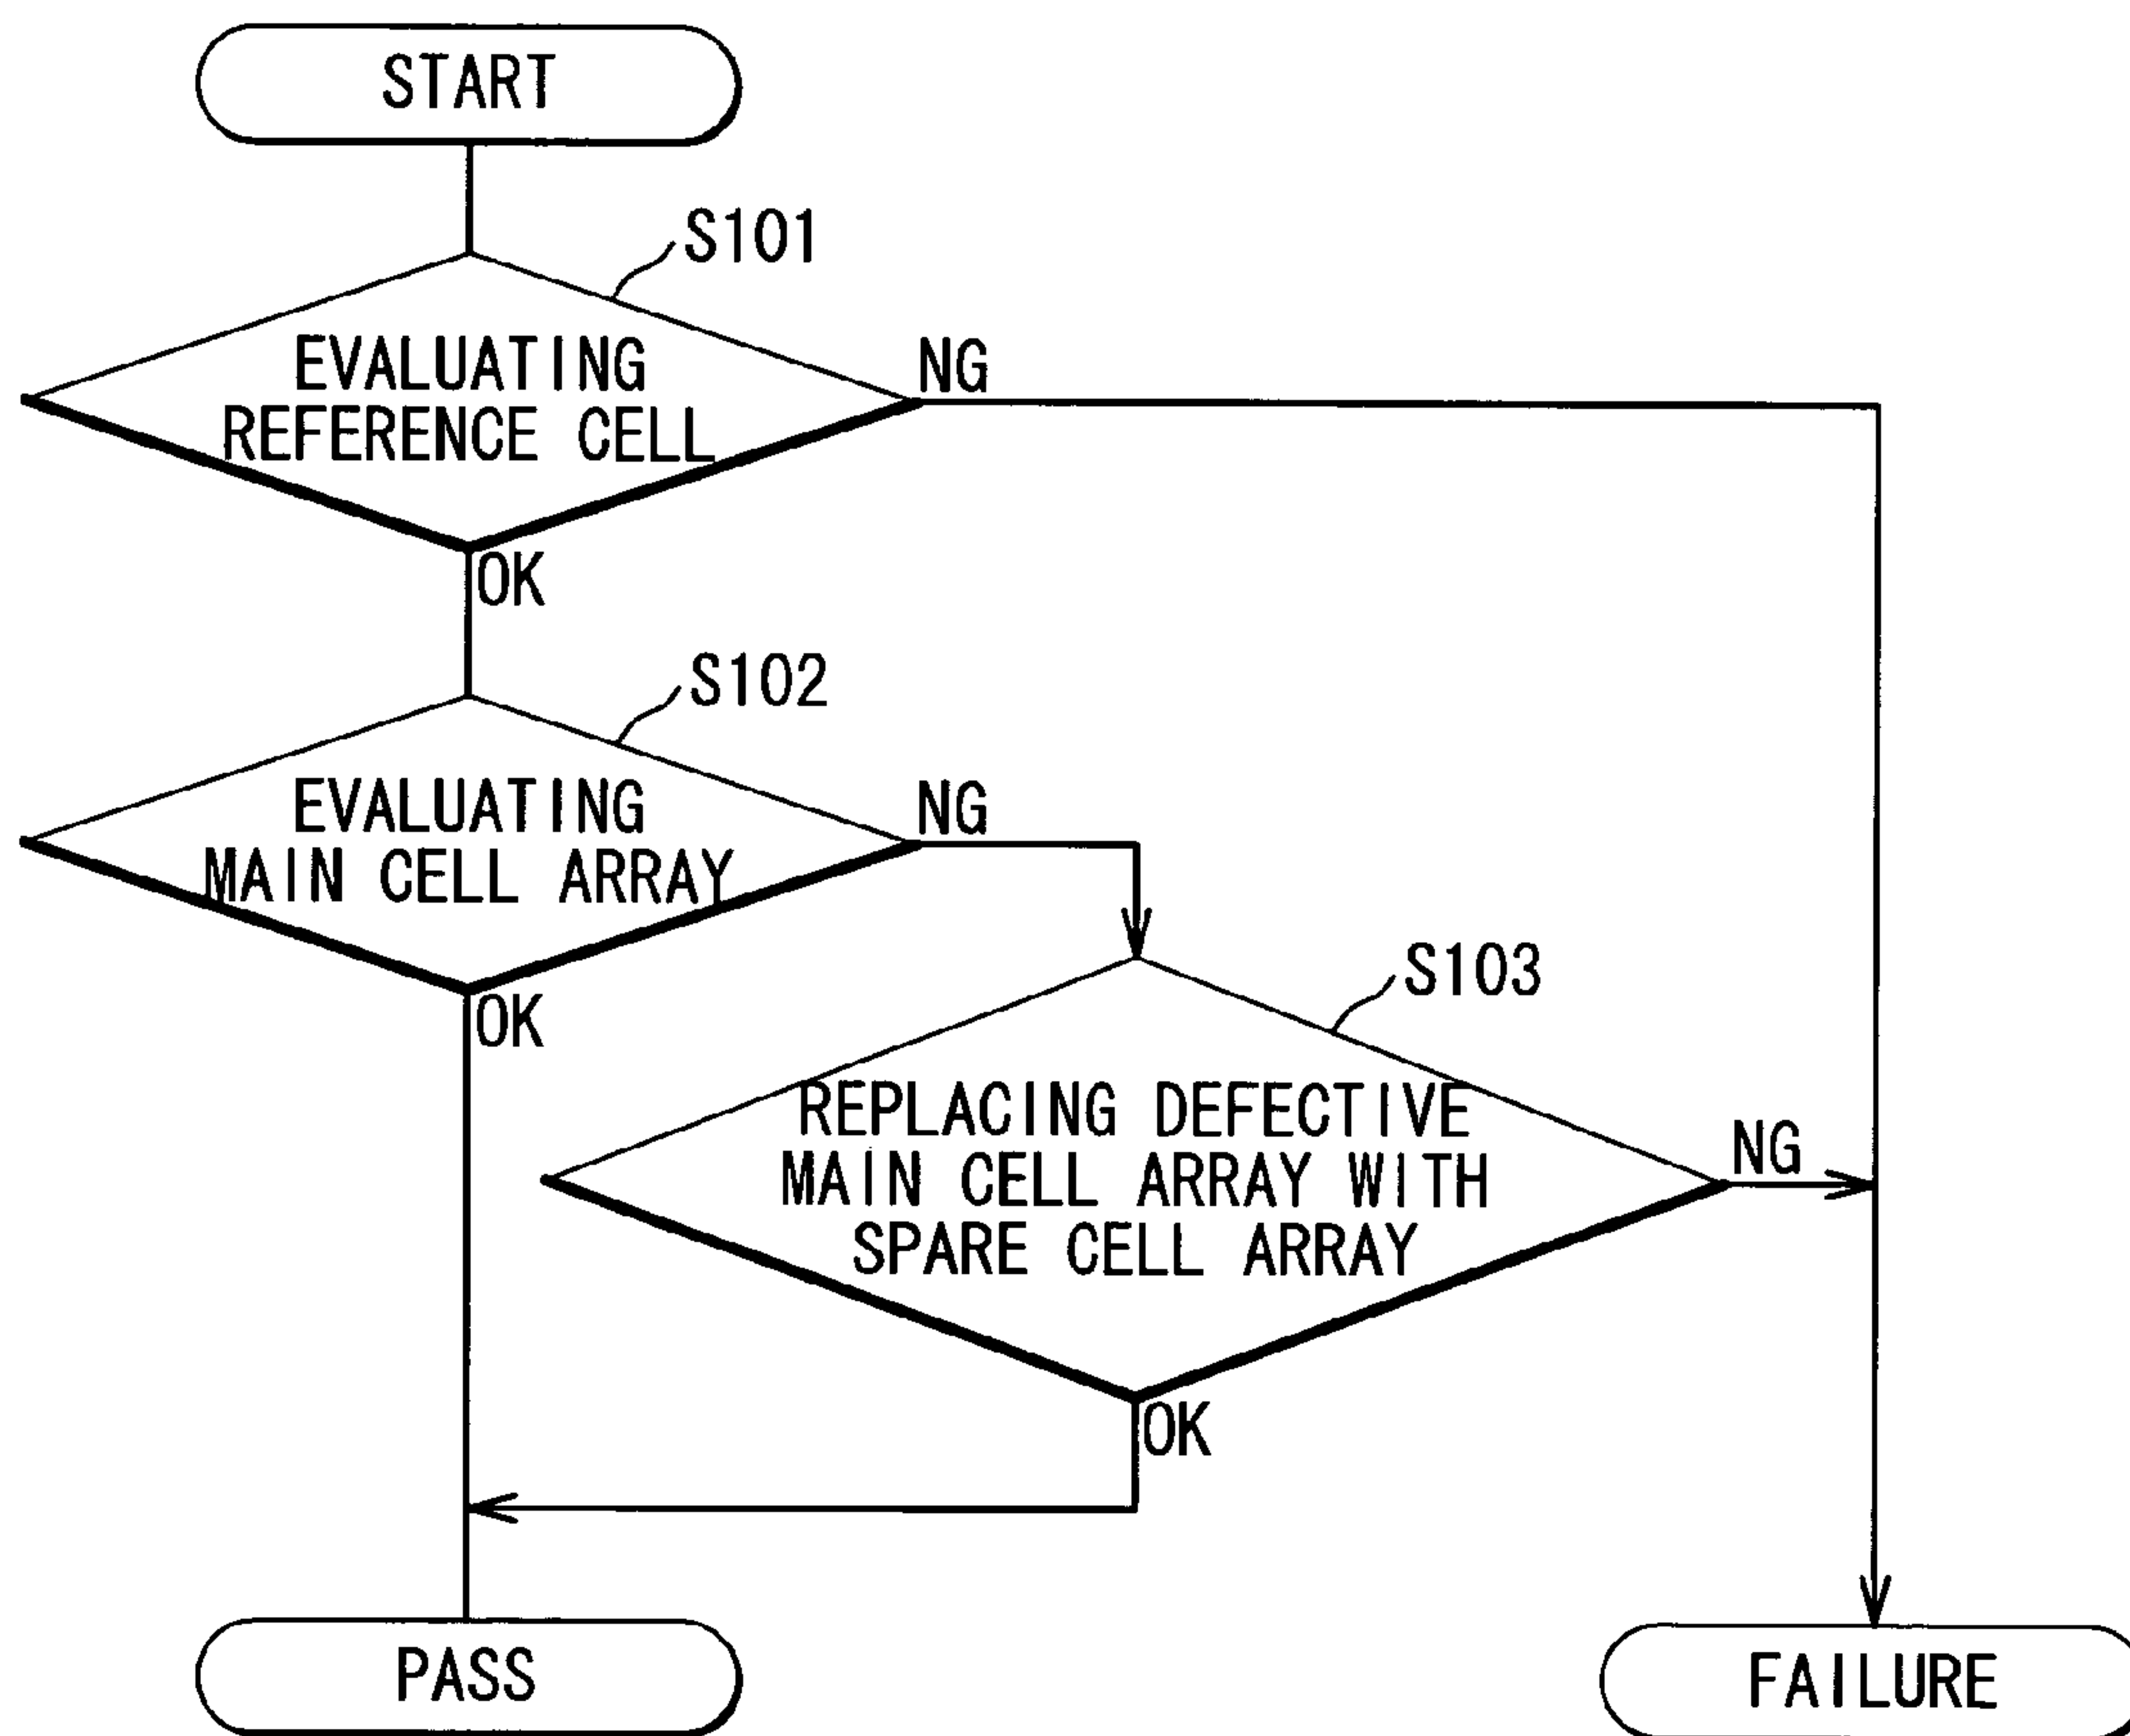 START
S101
EVALUATING
REFERENCE CELL
NG
OK
S102
EVALUATING
MAIN CELL ARRAY
NG
OK
S103
REPLACING DEFECTIVE
MAIN CELL ARRAY WITH
SPARE CELL ARRAY
NG
OK
PASS
FAILURE